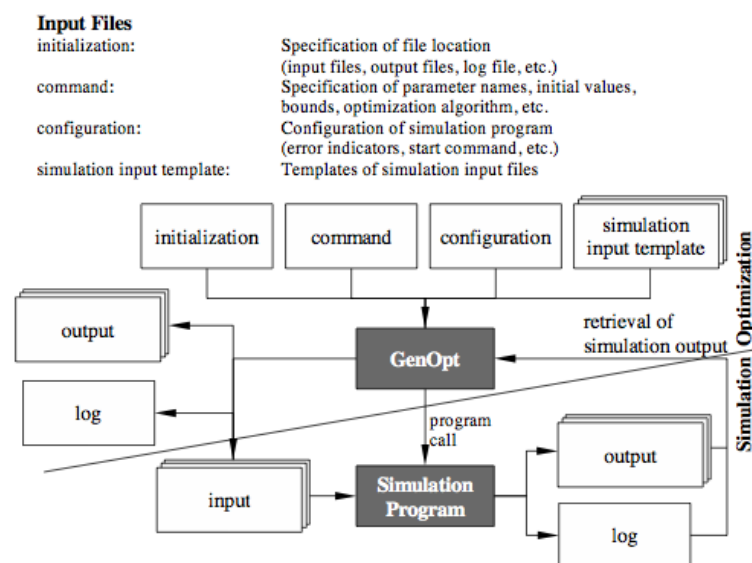 Input Files
initialization: Specification of file location
(input files, output files, log file, etc.)
command: Specification of parameter names, initial values,
bounds, optimization algorithm, etc.
configuration: Configuration of simulation program
(error indicators, start command, etc.)
simulation input template: Templates of simulation input files
initialization
command
configuration
simulation
input template
output
GenOpt
retrieval of
simulation output
log
program
call
input
Simulation
Program
output
log
Simulation
Optimization